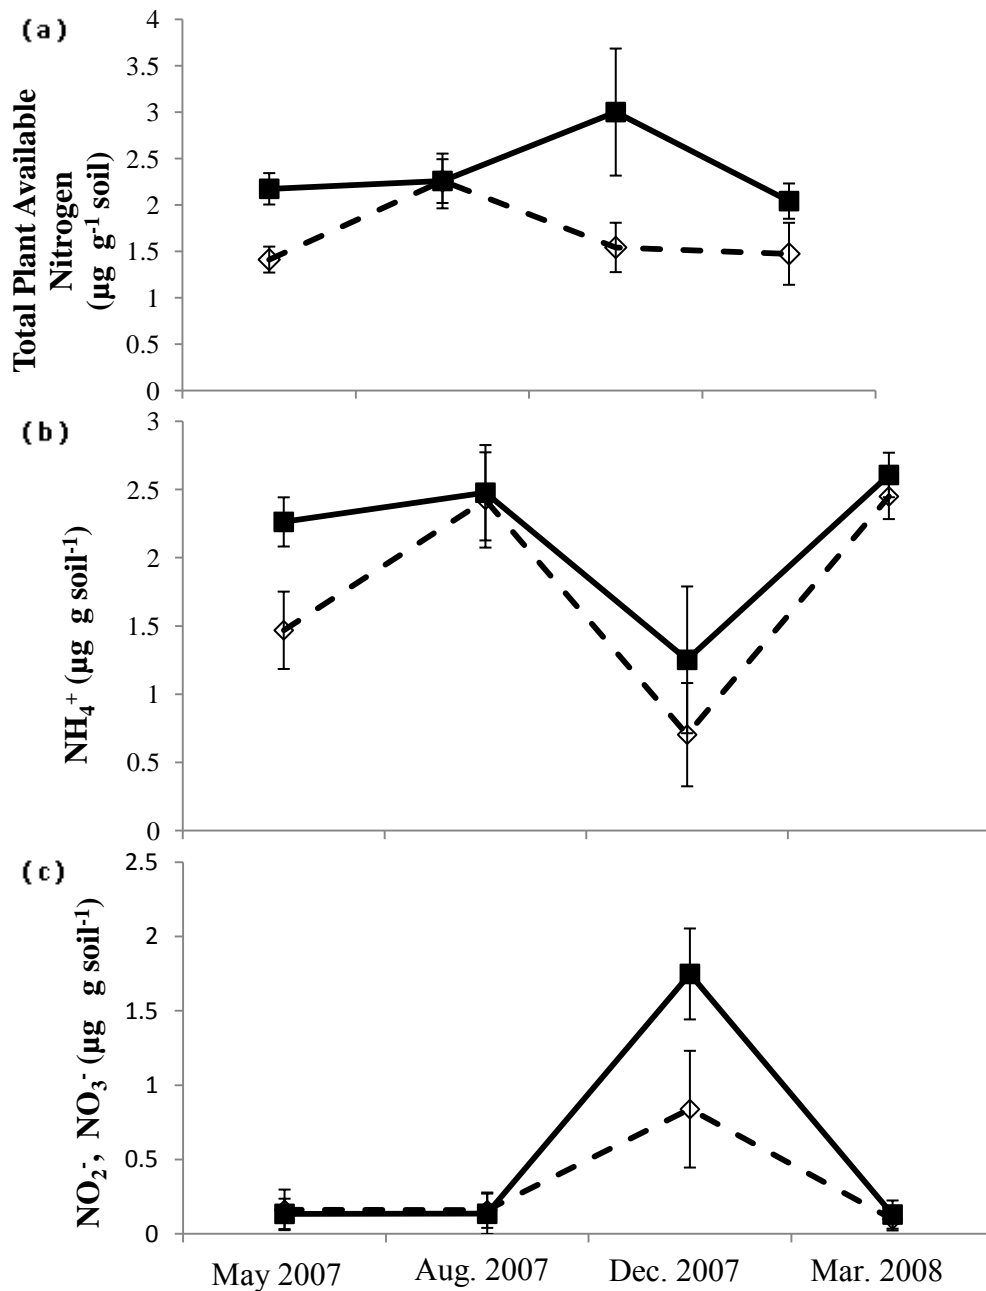 (a)
Total Plant Available
Nitrogen
(µg g-1 soil)
4
3.5
3
2.5
2
1.5
1
0.5
0
(b)
NH4+ (µg g soil-1)
3
2.5
2
1.5
1
0.5
0
(c)
NO2-, NO3- (µg g soil-1)
2.5
2
1.5
1
0.5
0
May 2007 Aug. 2007 Dec. 2007 Mar. 2008